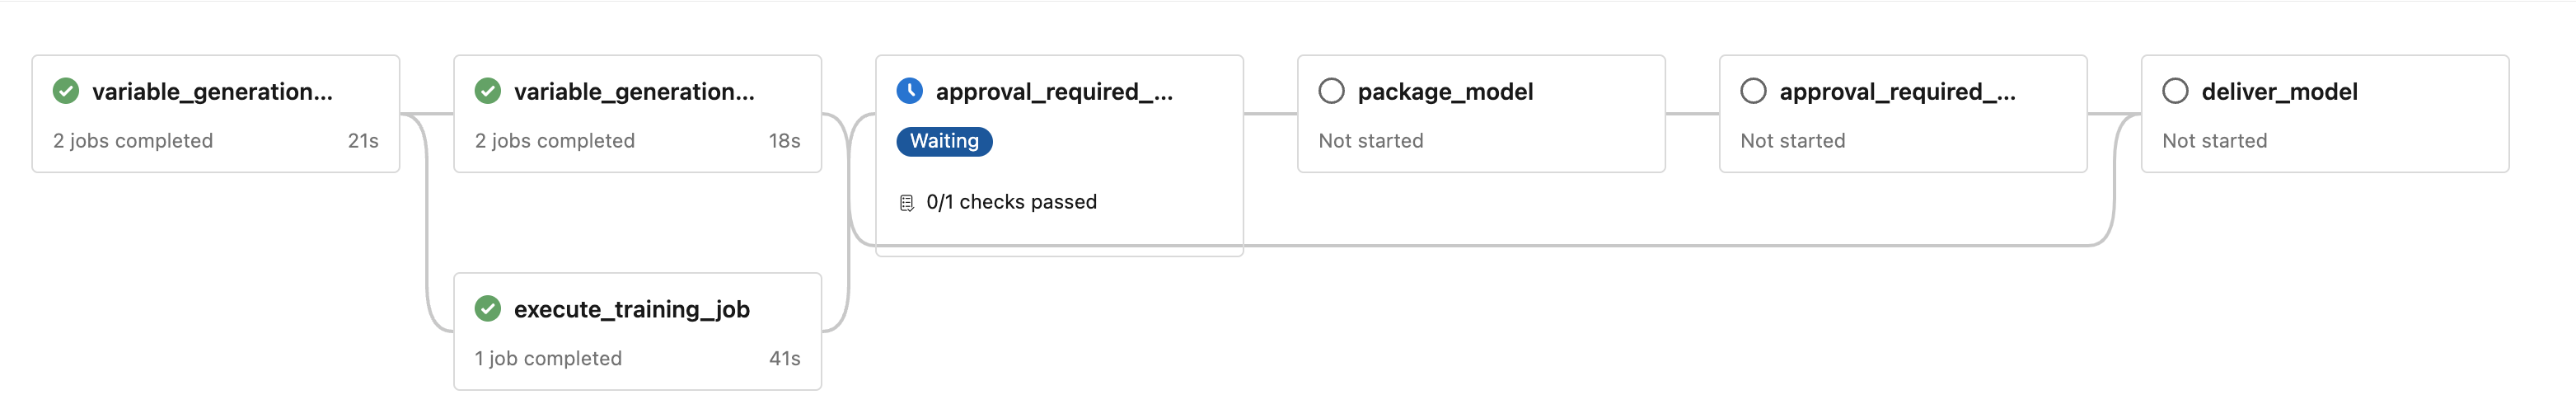 variable_generation...
2 jobs completed 21s
variable_generation...
2 jobs completed 18s
execute_training_job
1 job completed 41s
approval_required_...
Waiting
0/1 checks passed
package_model
Not started
approval_required_...
Not started
deliver_model
Not started